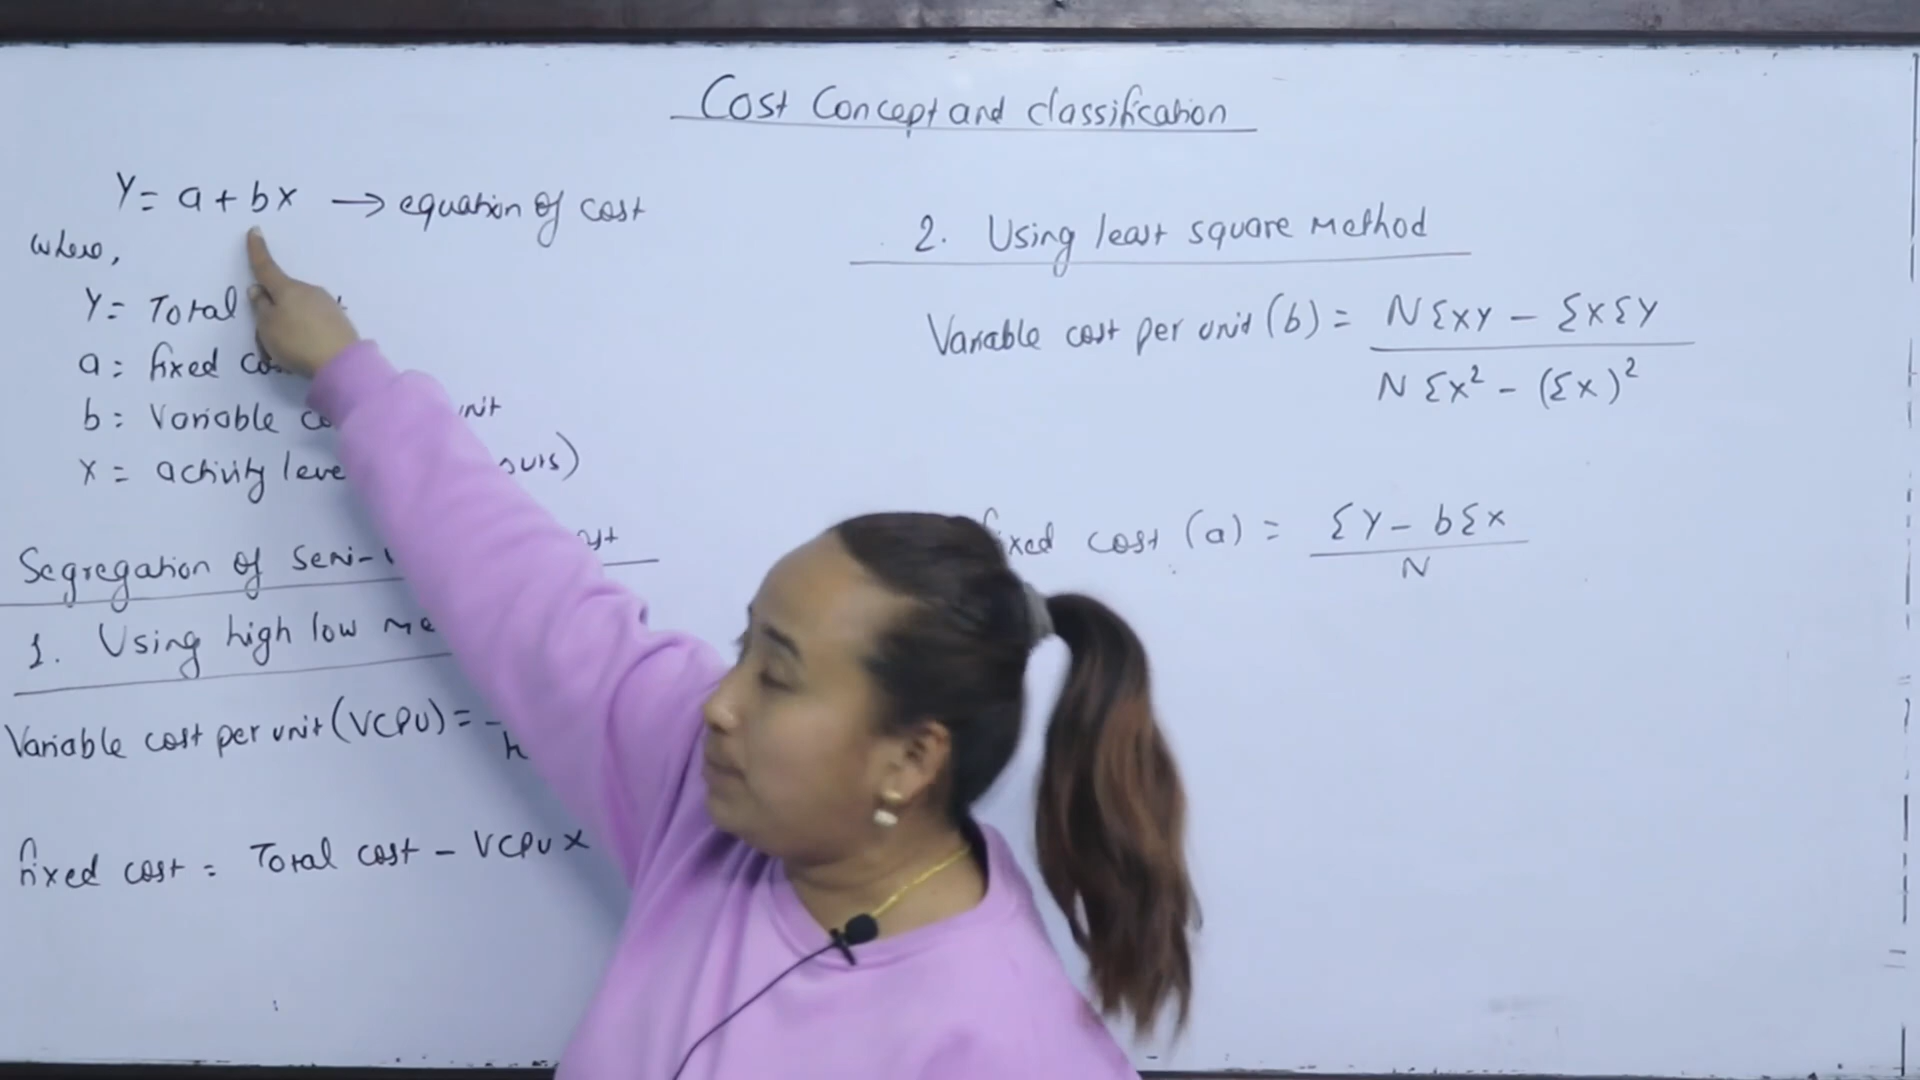 Cost Concept and classification
Y = a + bx → equation of cost
where,
Y = Total
a = fixed
b = Variable
x = activity
Segregation of semi-
1. Using high low
Variable cost per unit (VCPU) =
fixed cost = Total cost - VCPU x
2. Using least square method
Variable cost per unit (b) = NΣXY - ΣXΣY
NΣX² - (ΣX)²
cost (a) = ΣY - bΣX
N